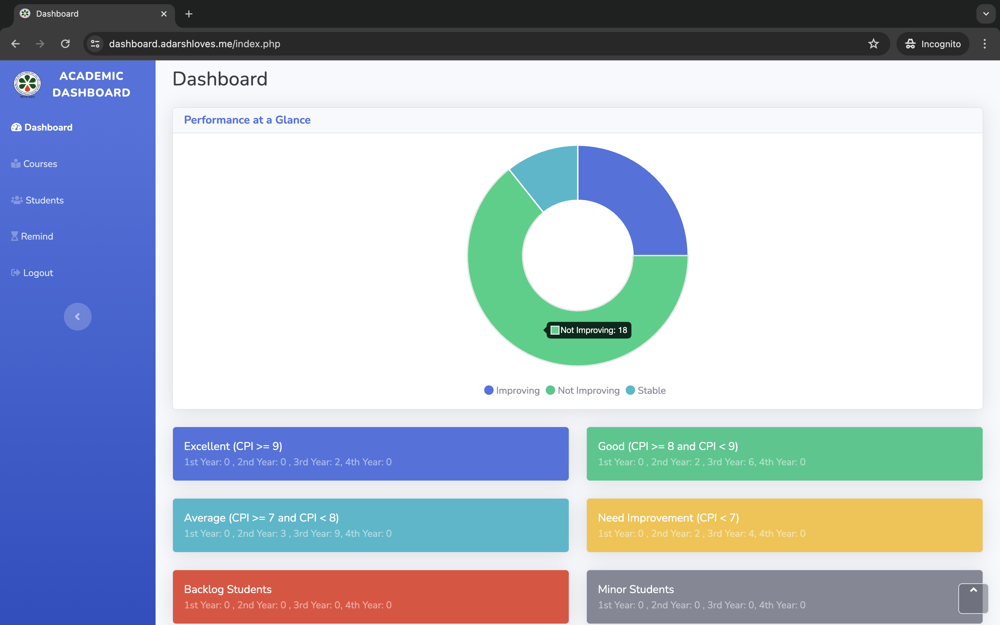 Dashboard
dashboard.adarshloves.me/index.php
Incognito
ACADEMIC
DASHBOARD
Dashboard
Courses
Students
Remind
Logout
Dashboard
Performance at a Glance
Not Improving: 18
Improving Not Improving Stable
Excellent (CPI >= 9)
1st Year: 0 , 2nd Year: 0 , 3rd Year: 2, 4th Year: 0
Good (CPI >= 8 and CPI < 9)
1st Year: 0 , 2nd Year: 2 , 3rd Year: 6, 4th Year: 0
Average (CPI >= 7 and CPI < 8)
1st Year: 0 , 2nd Year: 3 , 3rd Year: 9, 4th Year: 0
Need Improvement (CPI < 7)
1st Year: 0 , 2nd Year: 2 , 3rd Year: 4, 4th Year: 0
Backlog Students
1st Year: 0 , 2nd Year: 0 , 3rd Year: 0, 4th Year: 0
Minor Students
1st Year: 0 , 2nd Year: 0 , 3rd Year: 0, 4th Year: 0